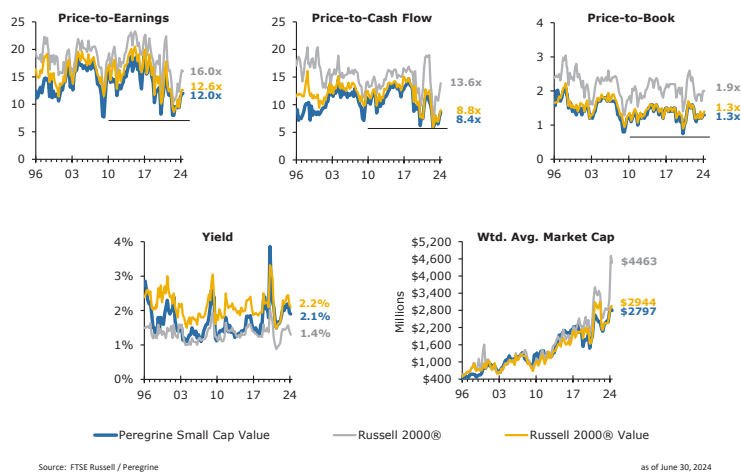 Price-to-Earnings
25
20
15
10
5
0
96 03 10 17 24
16.0x
12.6x
12.0x
Price-to-Cash Flow
25
20
15
10
5
0
96 03 10 17 24
13.6x
8.8x
8.4x
Price-to-Book
4
3
2
1
0
96 03 10 17 24
1.9x
1.3x
1.3x
Yield
4%
3%
2%
1%
0%
96 03 10 17 24
2.2%
2.1%
1.4%
Wtd. Avg. Market Cap
Millions
$5,200
$4,600
$4,000
$3,400
$2,800
$2,200
$1,600
$1,000
$400
96 03 10 17 24
$4463
$2944
$2797
Peregrine Small Cap Value Russell 2000® Russell 2000® Value
Source: FTSE Russell / Peregrine as of June 30, 2024